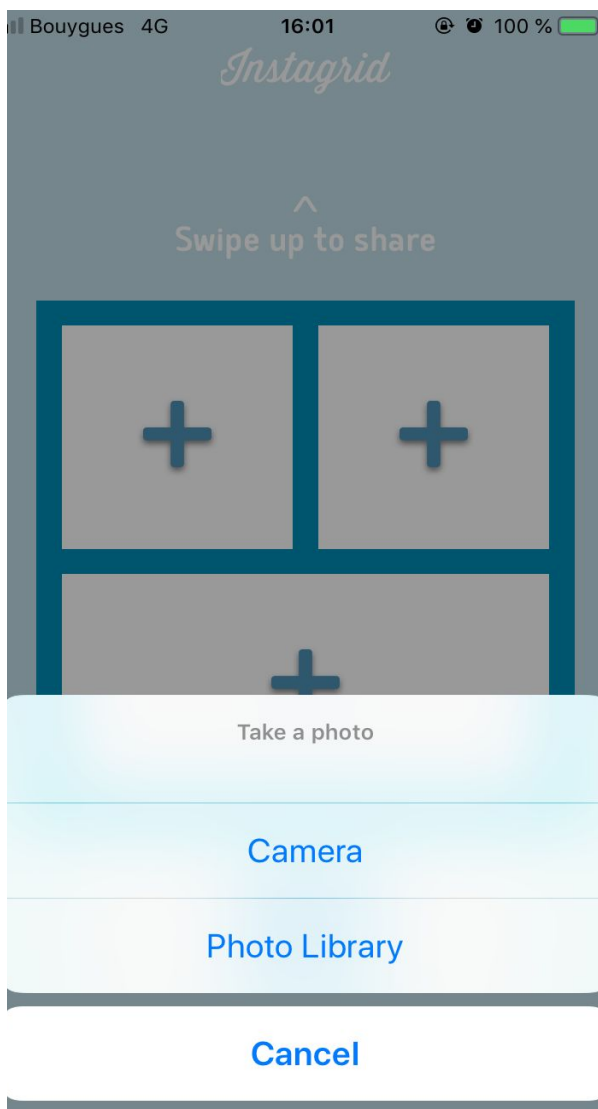 Bouygues 4G 16:01 100 %
Instagrid
^
Swipe up to share
+ +
+
Take a photo
Camera
Photo Library
Cancel